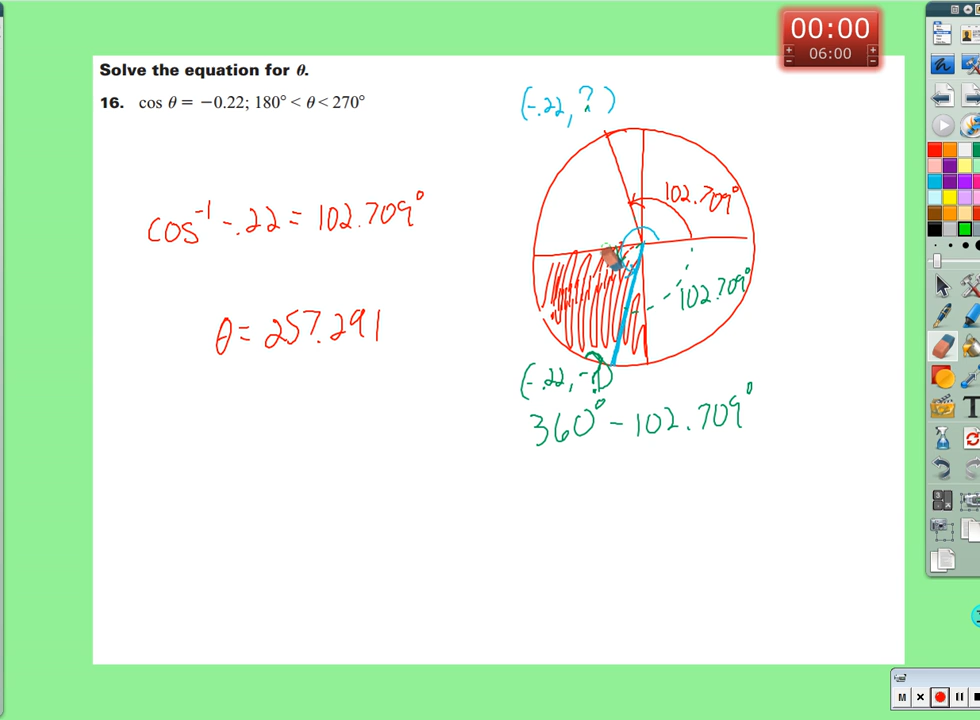 00:00
06:00
Solve the equation for θ.
16. cos θ = −0.22; 180° < θ < 270°
(-.22, ?)
102.709°
cos⁻¹ -.22 = 102.709°
102.709°
θ = 257.291
(-.22, -?)
360° - 102.709°
M